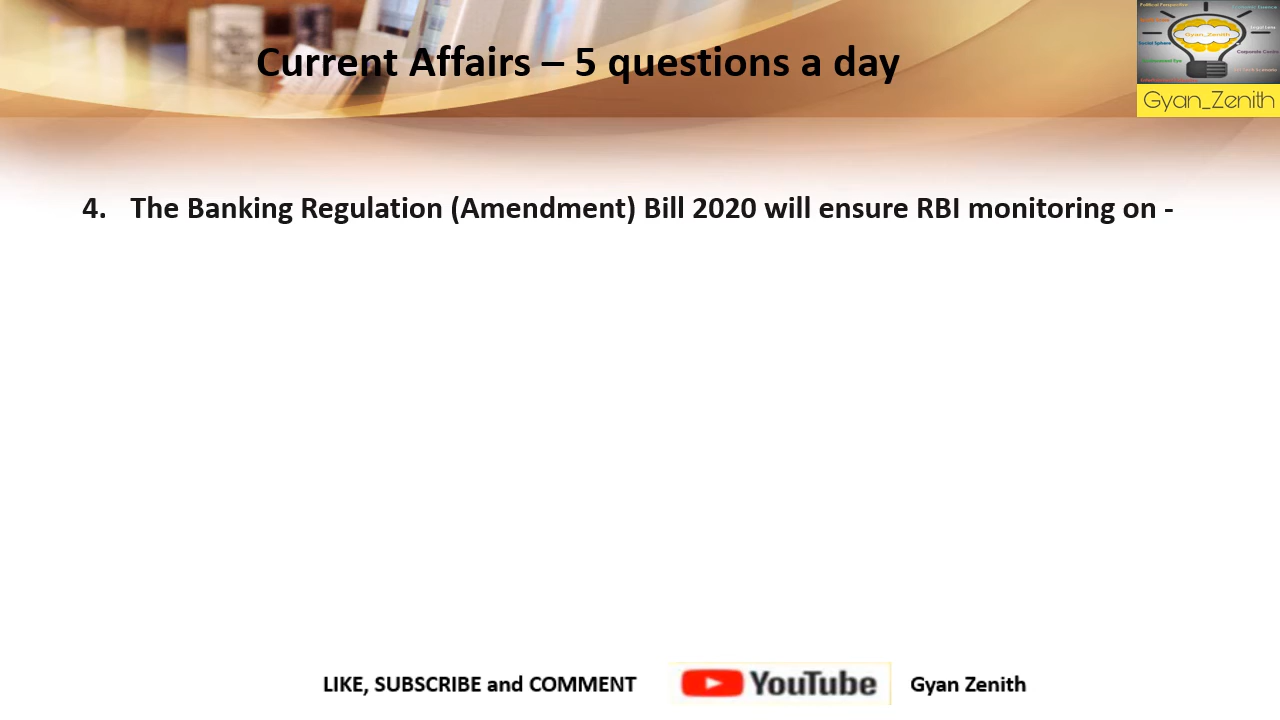 Current Affairs – 5 questions a day
Gyan_Zenith
Gyan_Zenith
4. The Banking Regulation (Amendment) Bill 2020 will ensure RBI monitoring on -
LIKE, SUBSCRIBE and COMMENT
YouTube
Gyan Zenith